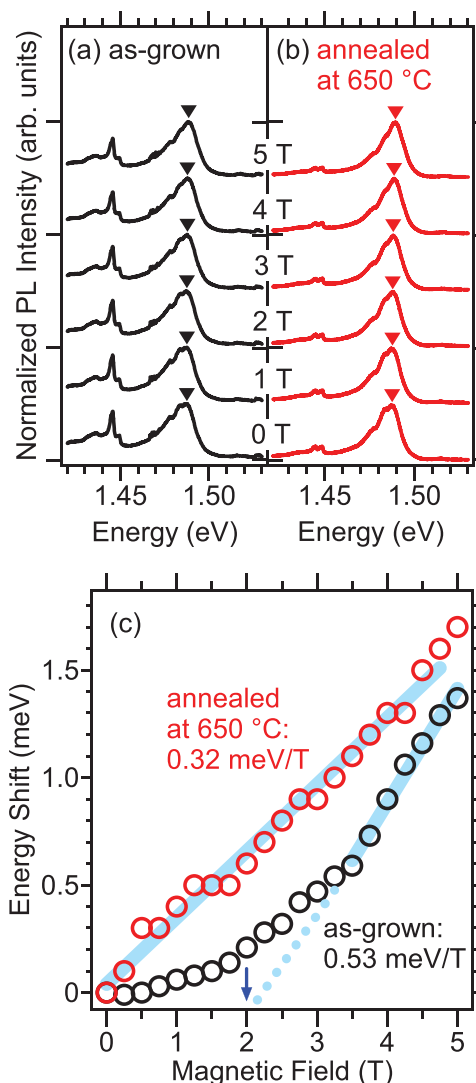 (a) as-grown
(b) annealed
at 650 °C
Normalized PL Intensity (arb. units)
5 T
4 T
3 T
2 T
1 T
0 T
1.45
1.50
1.45
1.50
Energy (eV)
Energy (eV)
(c)
annealed
at 650 °C:
0.32 meV/T
as-grown:
0.53 meV/T
Energy Shift (meV)
1.5
1.0
0.5
0
0
1
2
3
4
5
Magnetic Field (T)